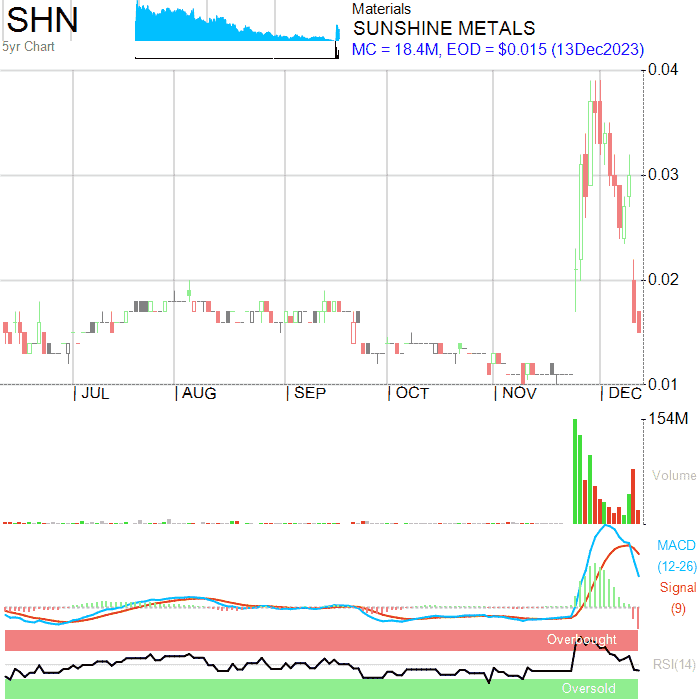 SHN
5yr Chart
Materials
SUNSHINE METALS
MC = 18.4M, EOD = $0.015 (13Dec2023)
0.04
0.03
0.02
0.01
JUL AUG SEP OCT NOV DEC
154M
Volume
MACD
(12-26)
Signal
(9)
Overbought
RSI(14)
Oversold